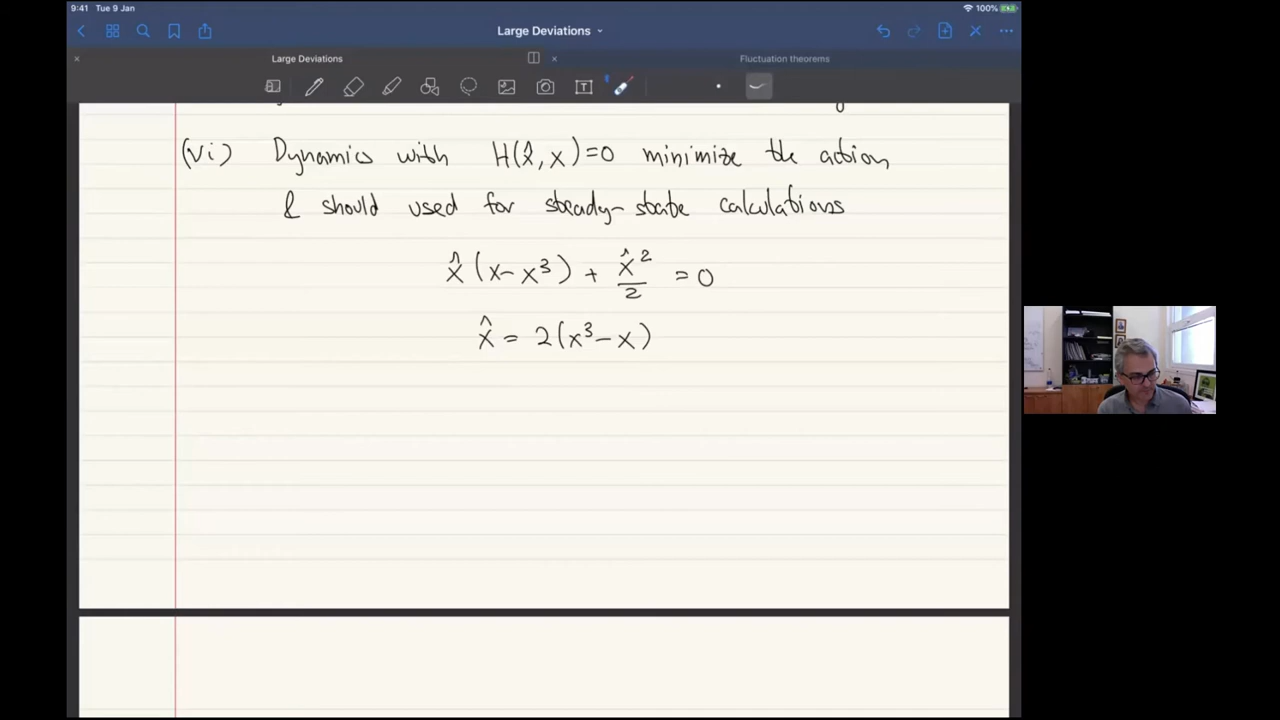 9:41 Tue 9 Jan 100%
Large Deviations
Large Deviations Fluctuation theorems
(vi) Dynamics with H(x̂, x)=0 minimize the action
& should used for steady-state calculations
x̂(x-x³) + x̂²/2 = 0
x̂ = 2(x³-x)